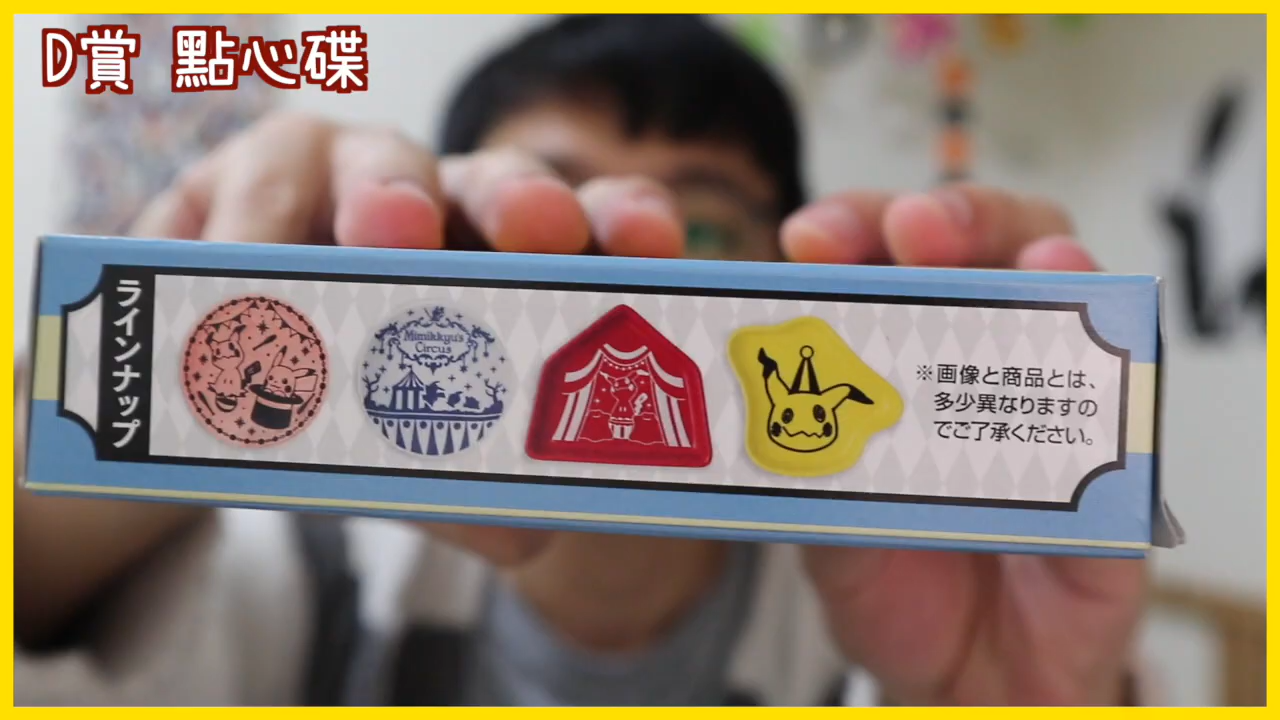 D賞 點心碟
ラインナップ
Mimikkyu's
Circus
※画像と商品とは、
多少異なりますの
でご了承ください。